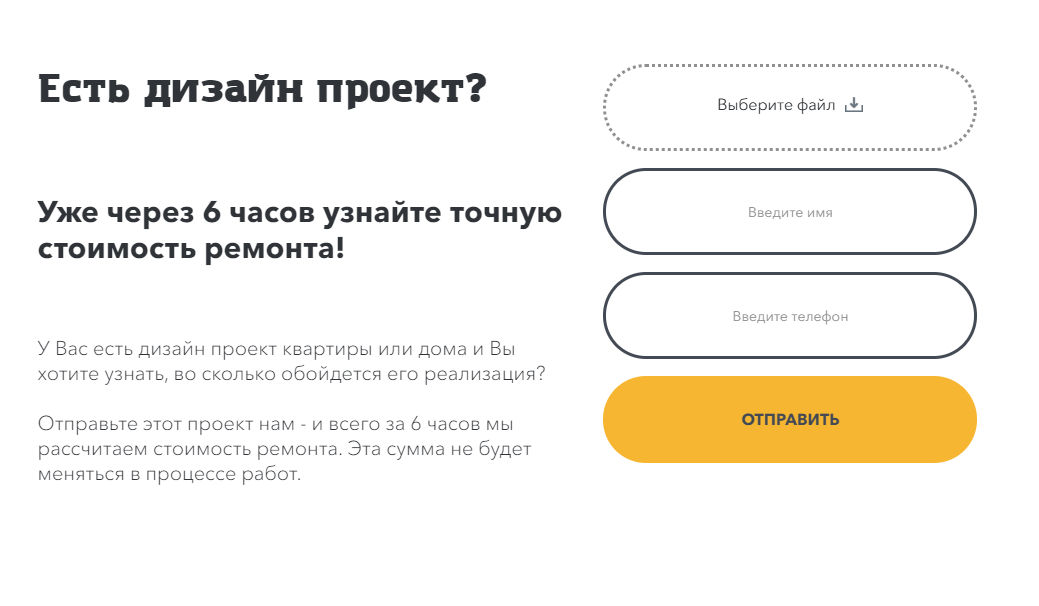 Есть дизайн проект?
Уже через 6 часов узнайте точную
стоимость ремонта!
У Вас есть дизайн проект квартиры или дома и Вы
хотите узнать, во сколько обойдется его реализация?
Отправьте этот проект нам - и всего за 6 часов мы
рассчитаем стоимость ремонта. Эта сумма не будет
меняться в процессе работ.
Выберите файл
Введите имя
Введите телефон
ОТПРАВИТЬ